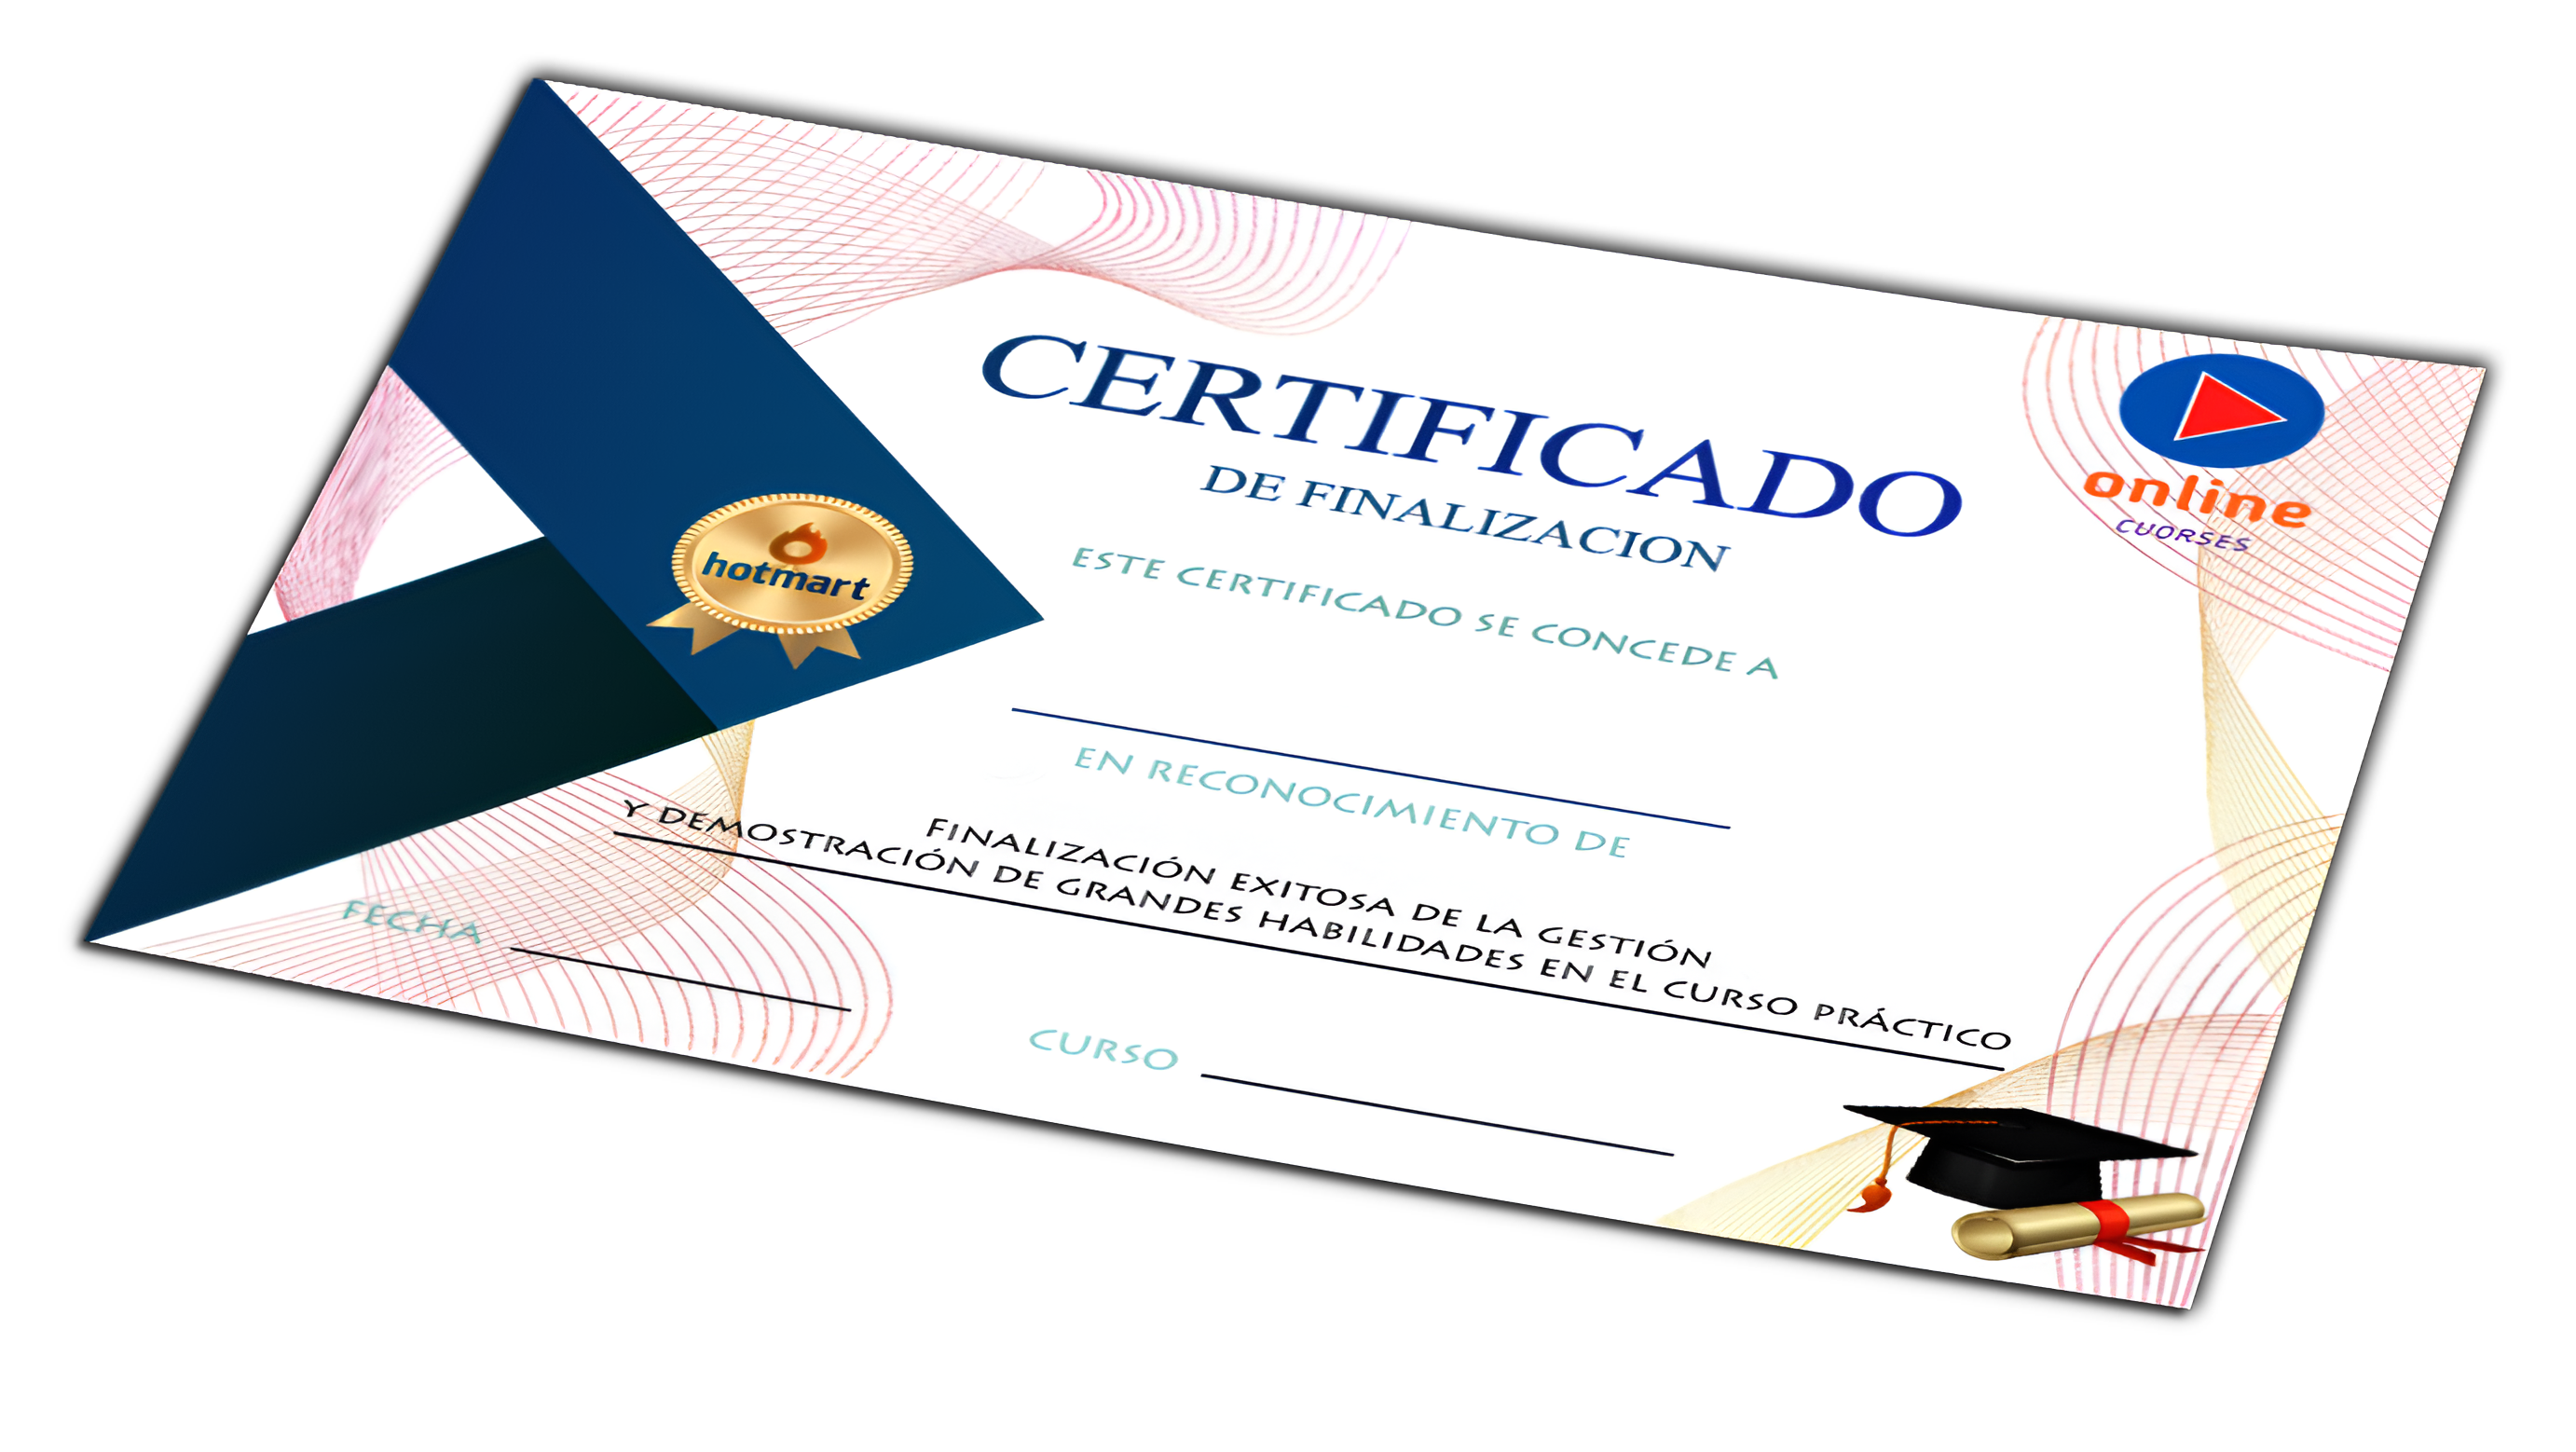 CERTIFICADO
DE FINALIZACION
online
CUORSES
hotmart
ESTE CERTIFICADO SE CONCEDE A
EN RECONOCIMIENTO DE
FINALIZACIÓN EXITOSA DE LA GESTIÓN
Y DEMOSTRACIÓN DE GRANDES HABILIDADES EN EL CURSO PRÁCTICO
FECHA
CURSO